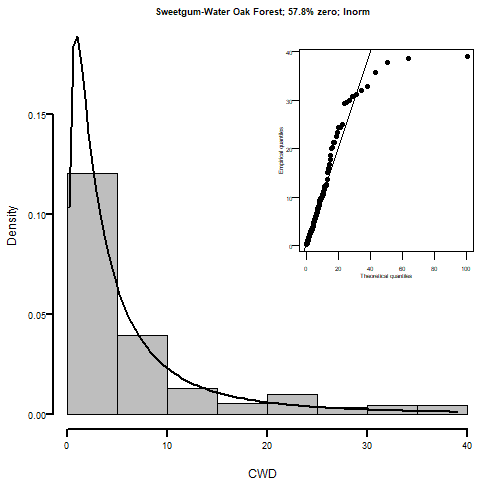 Sweetgum-Water Oak Forest; 57.8% zero; lnorm
Density
0.15
0.10
0.05
0.00
0 10 20 30 40
CWD
Empirical quantiles
40
30
20
10
0
0 20 40 60 80 100
Theoretical quantiles